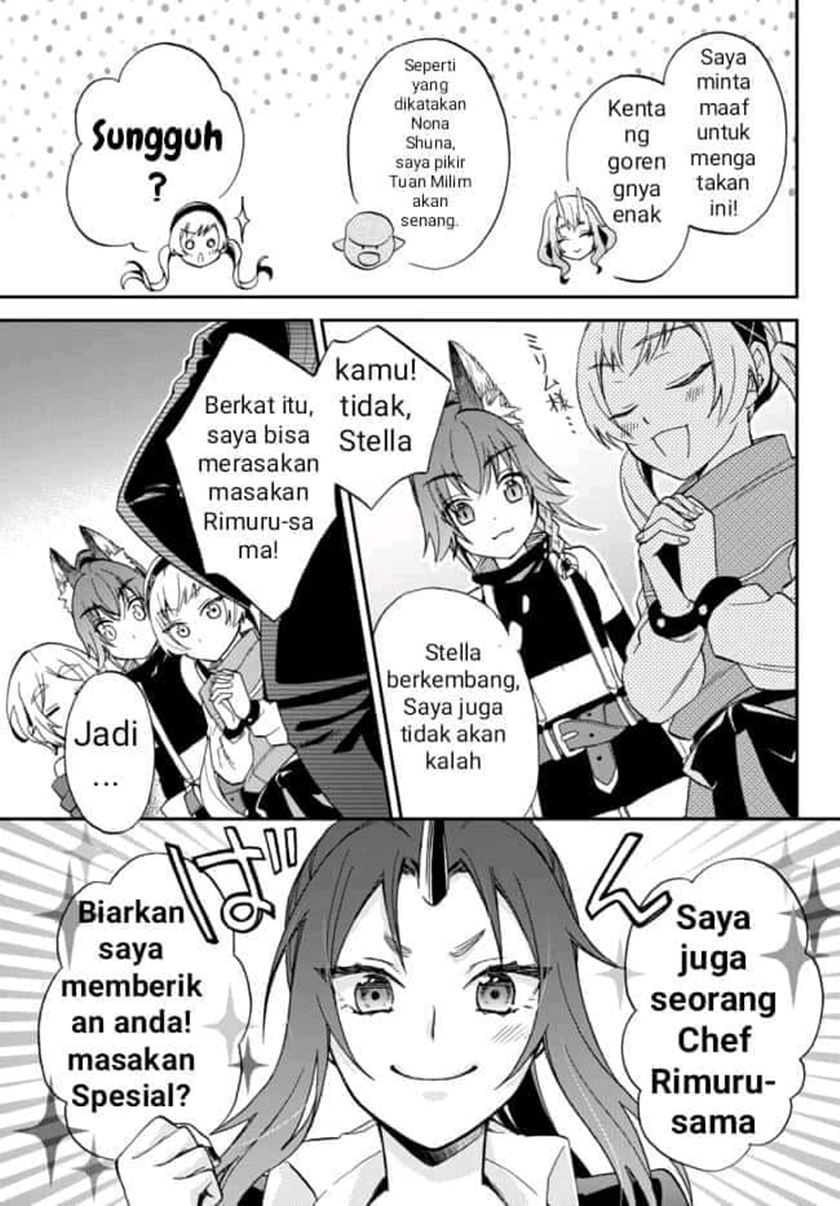 Saya
minta
maaf
untuk
menga
takan
ini!
Kenta
ng
goren
gnya
enak
Seperti
yang
dikatakan
Nona
Shuna,
saya pikir
Tuan Milim
akan
senang.
Sungguh
?
ミリム様…
kamu!
tidak,
Stella
Stella
berkembang,
Saya juga
tidak akan
kalah
Berkat itu,
saya bisa
merasakan
masakan
Rimuru-sa
ma!
Jadi
...
ばん
Saya
juga
seorang
Chef
Rimuru-
sama
Biarkan
saya
memberik
an anda!
masakan
Spesial?